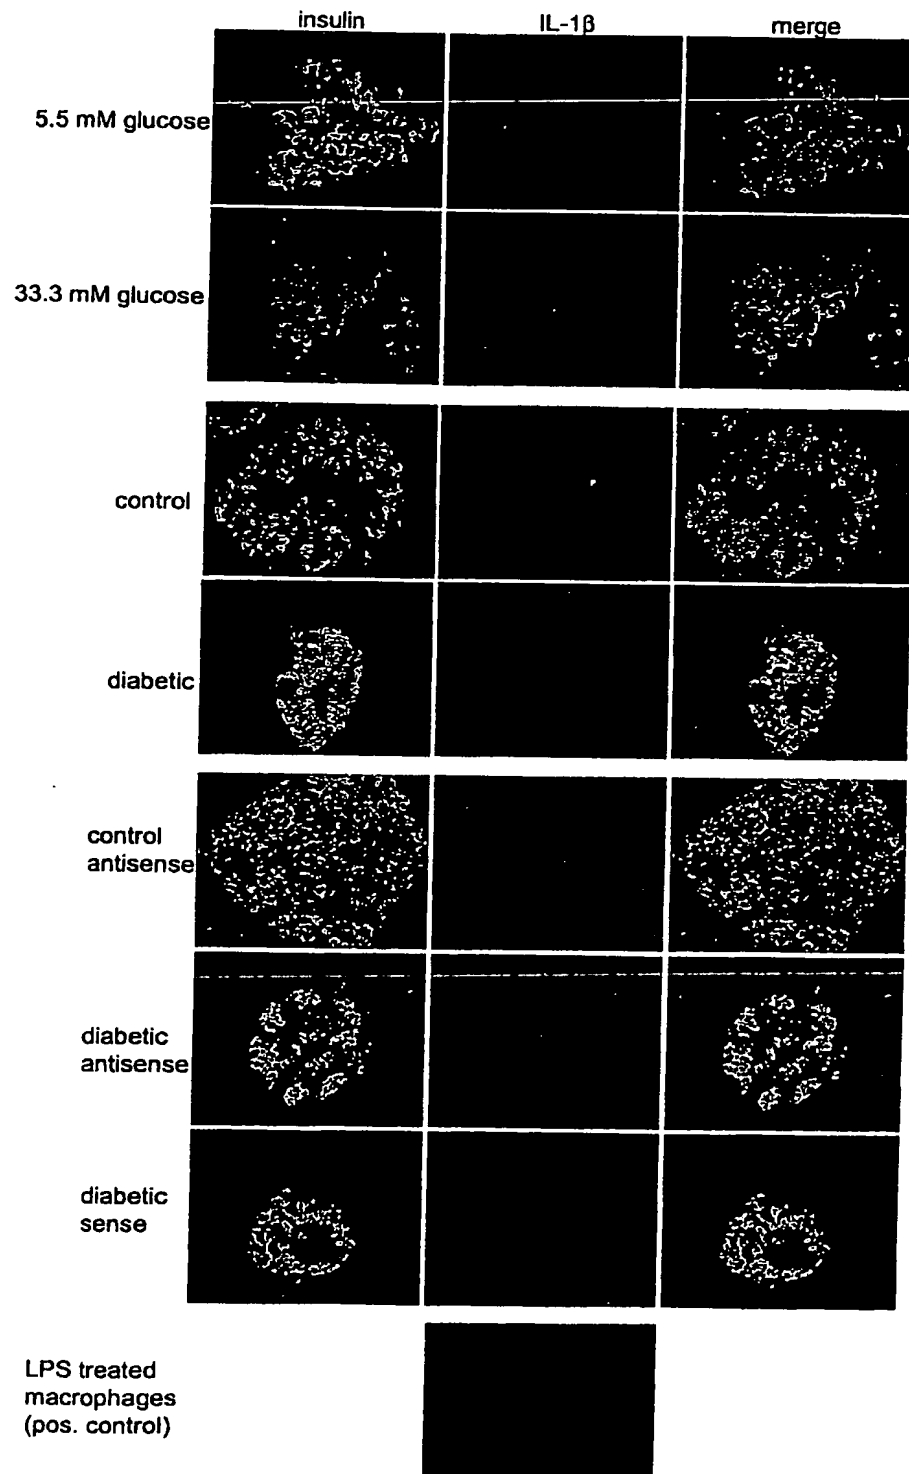 insulin IL-1β merge
5.5 mM glucose
33.3 mM glucose
control
diabetic
control
antisense
diabetic
antisense
diabetic
sense
LPS treated
macrophages
(pos. control)